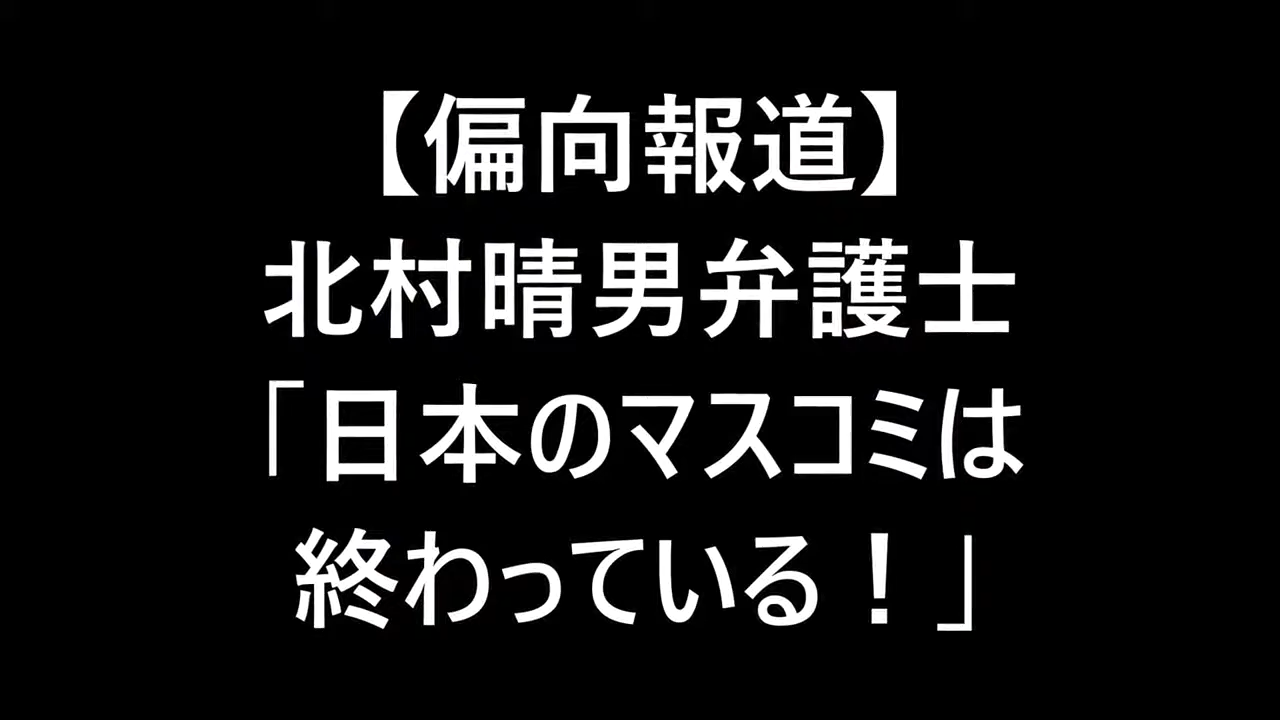 【偏向報道】
北村晴男弁護士
「日本のマスコミは
終わっている！」